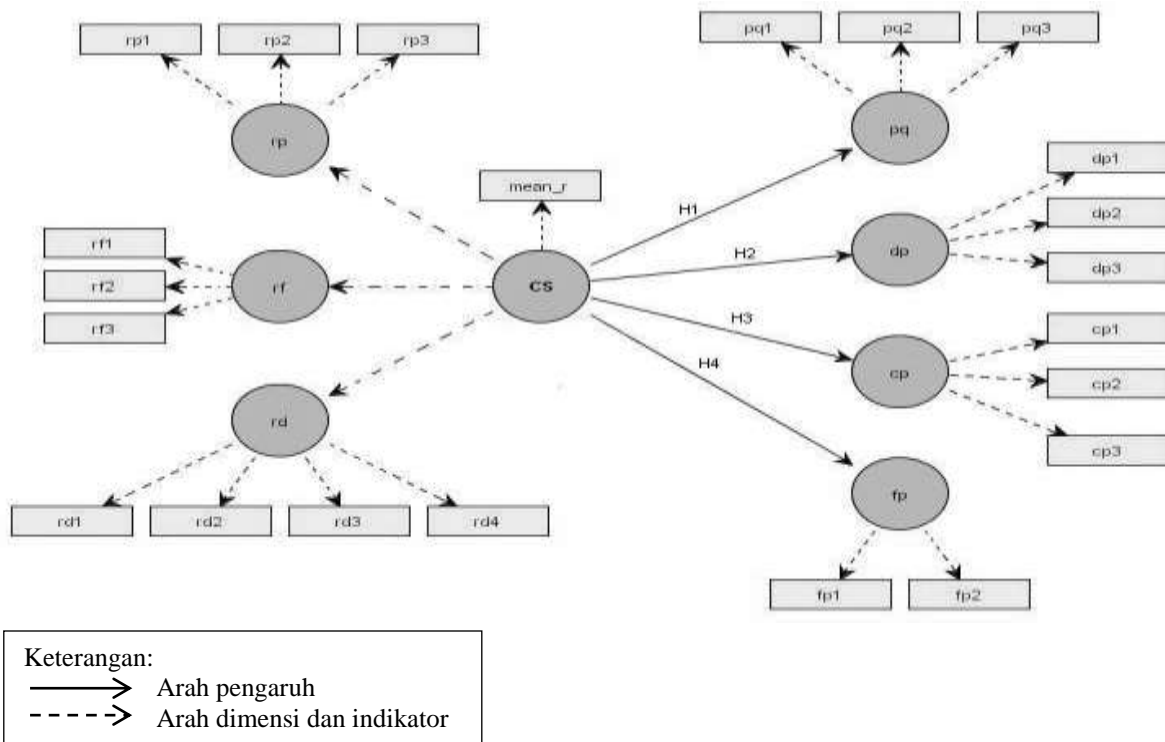 rp1 rp2 rp3
pq1 pq2 pq3
rp
pq
mean_r
dp1
dp2
dp3
H1
H2
dp
rf1
rf2
rf3
rf
CS
H3
H4
cp
cp1
cp2
cp3
rd
fp
rd1 rd2 rd3 rd4
fp1 fp2
Keterangan:
Arah pengaruh
Arah dimensi dan indikator